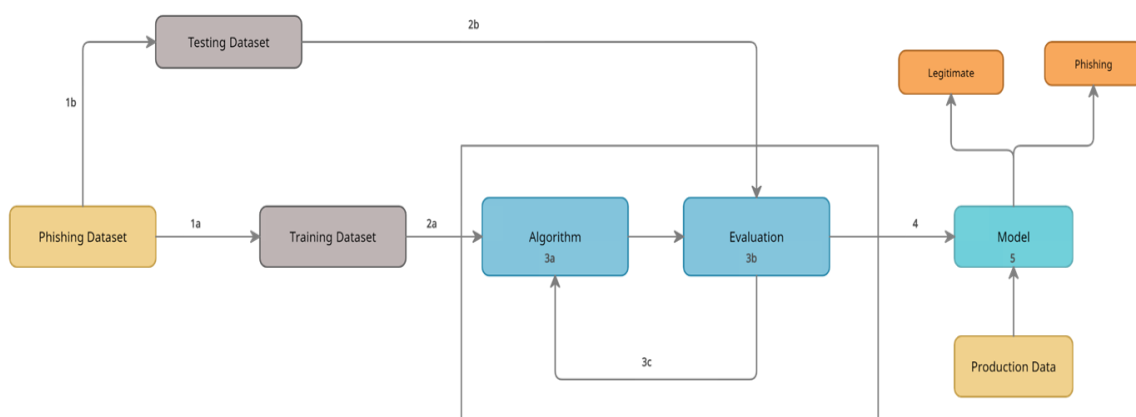 2b
Testing Dataset
Legitimate
Phishing
1b
Phishing Dataset
1a
Training Dataset
2a
Algorithm
3a
Evaluation
3b
4
Model
5
3c
Production Data